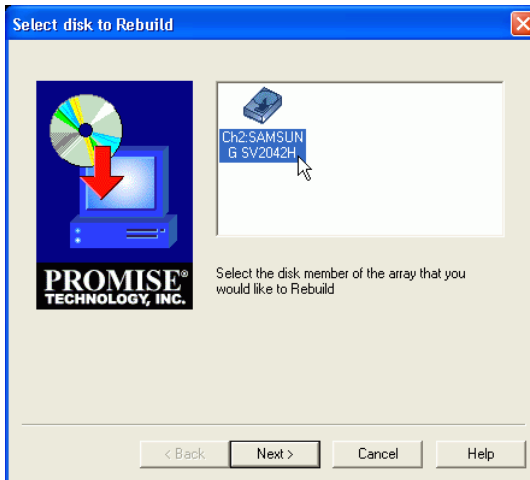 Select disk to Rebuild
Ch2:SAMSUN
G SV2042H
PROMISE®
TECHNOLOGY, INC.
Select the disk member of the array that you
would like to Rebuild
< Back
Next >
Cancel
Help